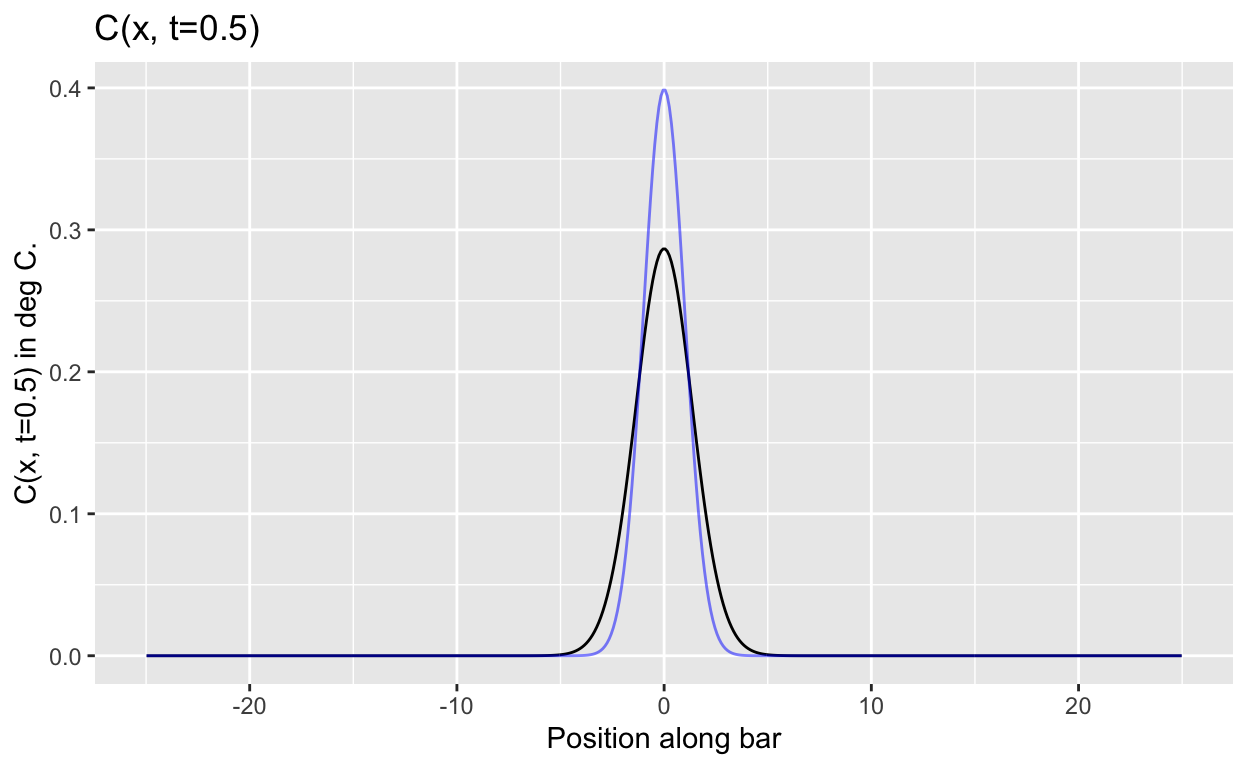 C(x, t=0.5)
C(x, t=0.5) in deg C.
0.4
0.3
0.2
0.1
0.0
-20 -10 0 10 20
Position along bar